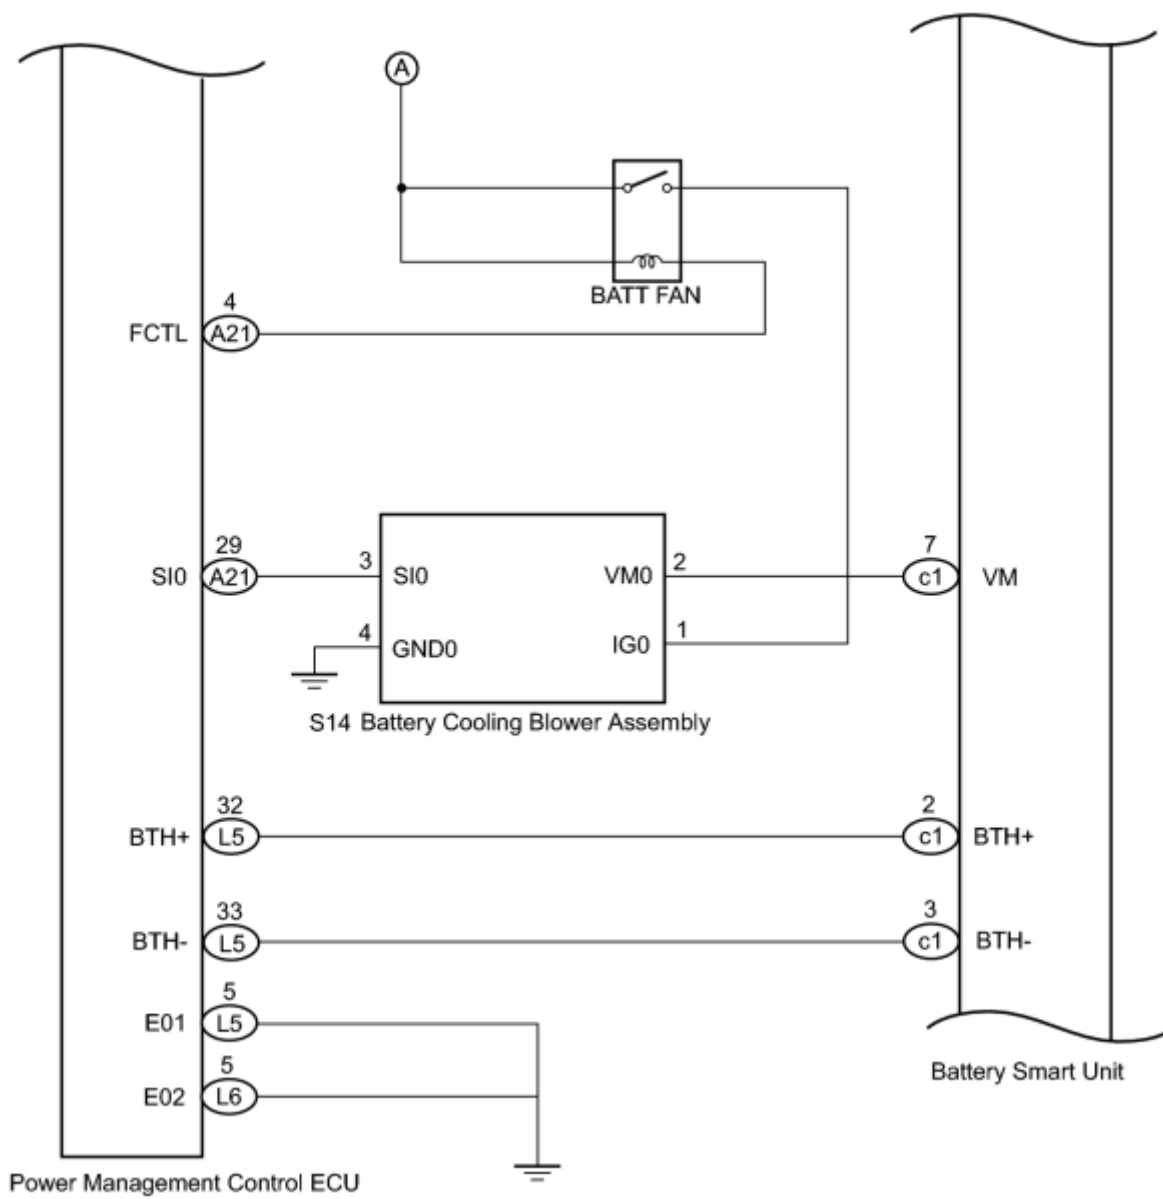 A
BATT FAN
4
FCTL A21
29
SI0 A21
3 SI0
VM0 2
7
c1 VM
4 GND0
IG0 1
S14 Battery Cooling Blower Assembly
32
BTH+ L5
2
c1 BTH+
33
BTH- L5
3
c1 BTH-
5
E01 L5
5
E02 L6
Battery Smart Unit
Power Management Control ECU